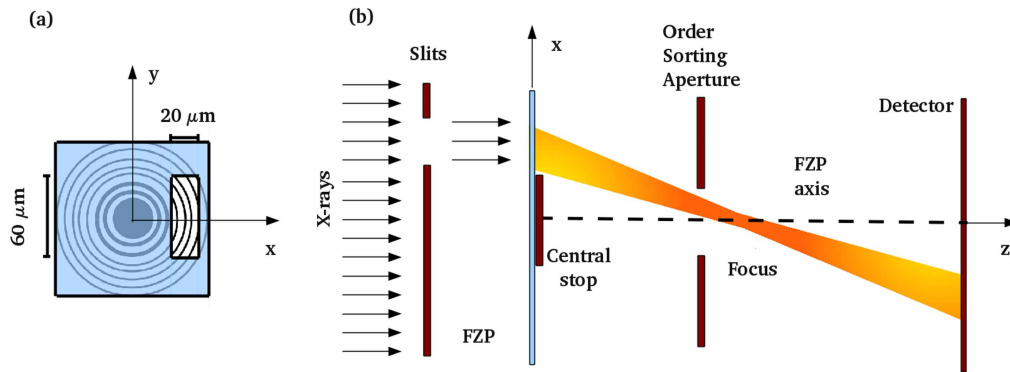 (a)
y
20 μm
60 μm
x
(b)
Slits
x
Order
Sorting
Aperture
Detector
X-rays
FZP
axis
z
Central
stop
Focus
FZP